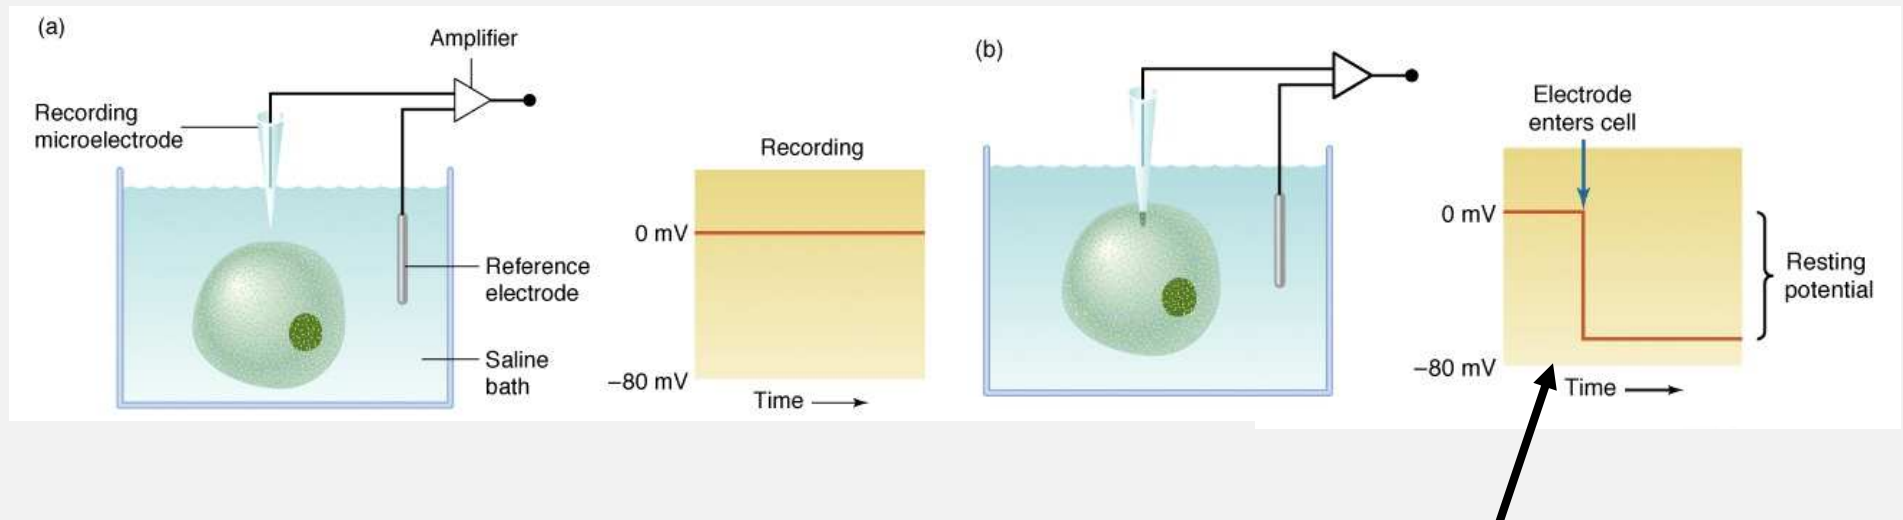 (a)
Amplifier
Recording
microelectrode
Recording
0 mV
Reference
electrode
Saline
bath
–80 mV
Time
(b)
Electrode
enters cell
0 mV
Resting
potential
–80 mV
Time